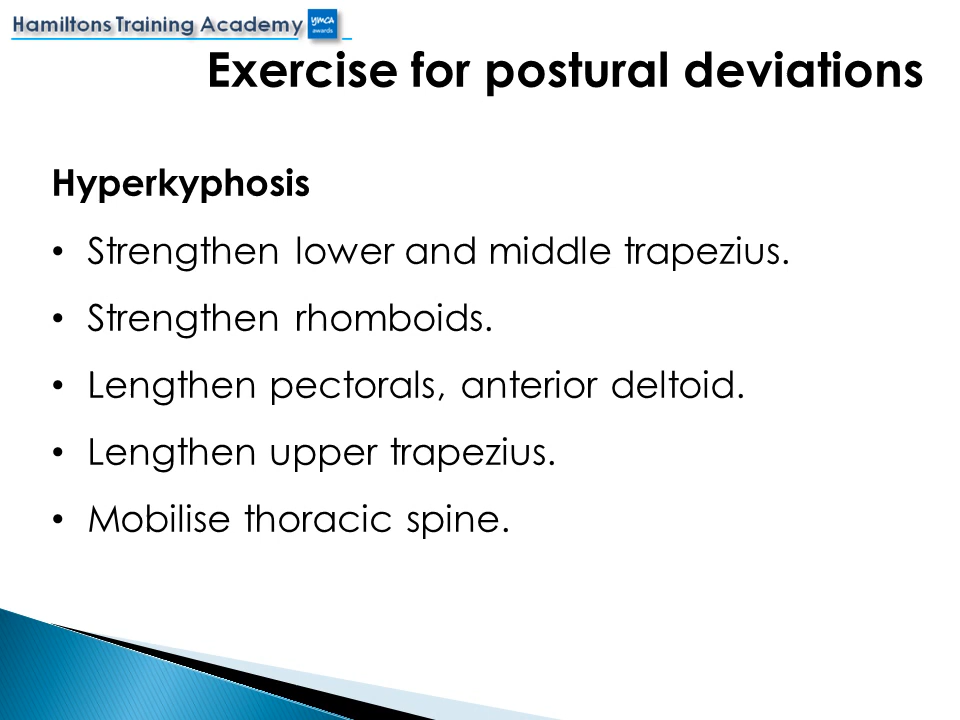 Hamiltons Training Academy
YMCA
awards
Exercise for postural deviations
Hyperkyphosis
• Strengthen lower and middle trapezius.
• Strengthen rhomboids.
• Lengthen pectorals, anterior deltoid.
• Lengthen upper trapezius.
• Mobilise thoracic spine.